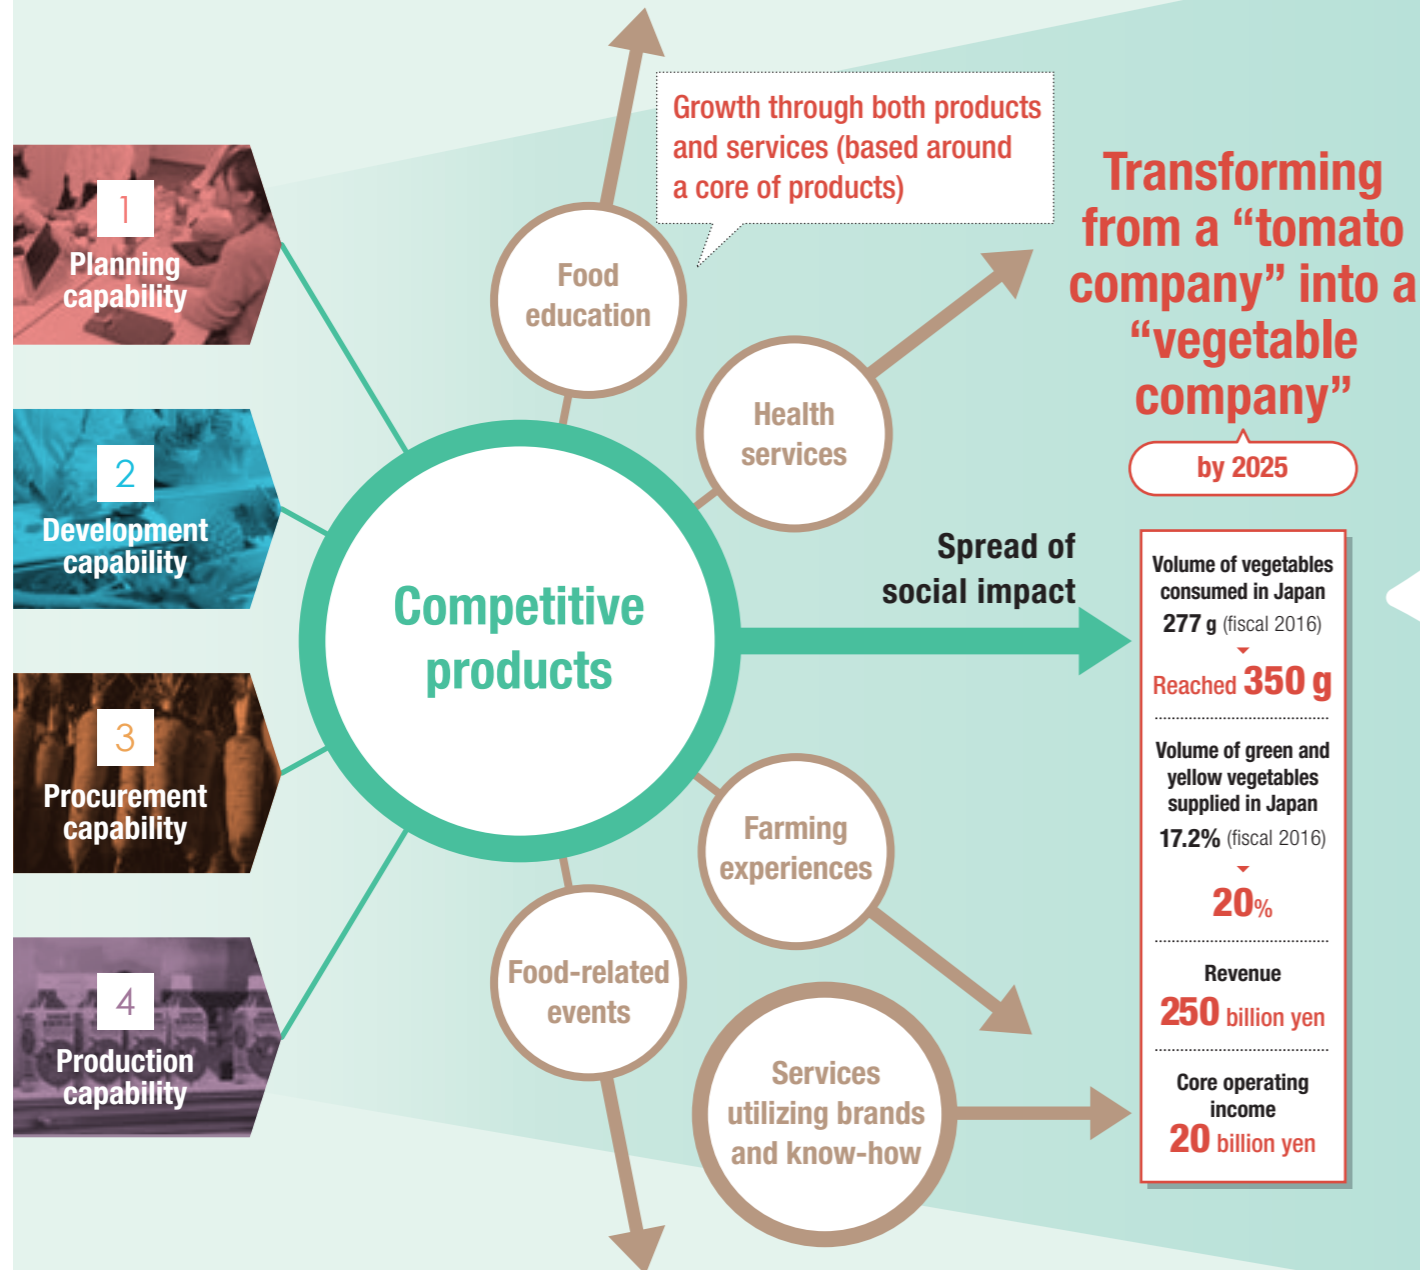 Growth through both products
and services (based around
a core of products)
Transforming
from a “tomato
company” into a
“vegetable
company”
by 2025
1
Planning
capability
2
Development
capability
3
Procurement
capability
4
Production
capability
Food
education
Health
services
Competitive
products
Spread of
social impact
Farming
experiences
Food-related
events
Services
utilizing brands
and know-how
Volume of vegetables
consumed in Japan
277 g (fiscal 2016)
Reached 350 g
Volume of green and
yellow vegetables
supplied in Japan
17.2% (fiscal 2016)
20%
Revenue
250 billion yen
Core operating
income
20 billion yen